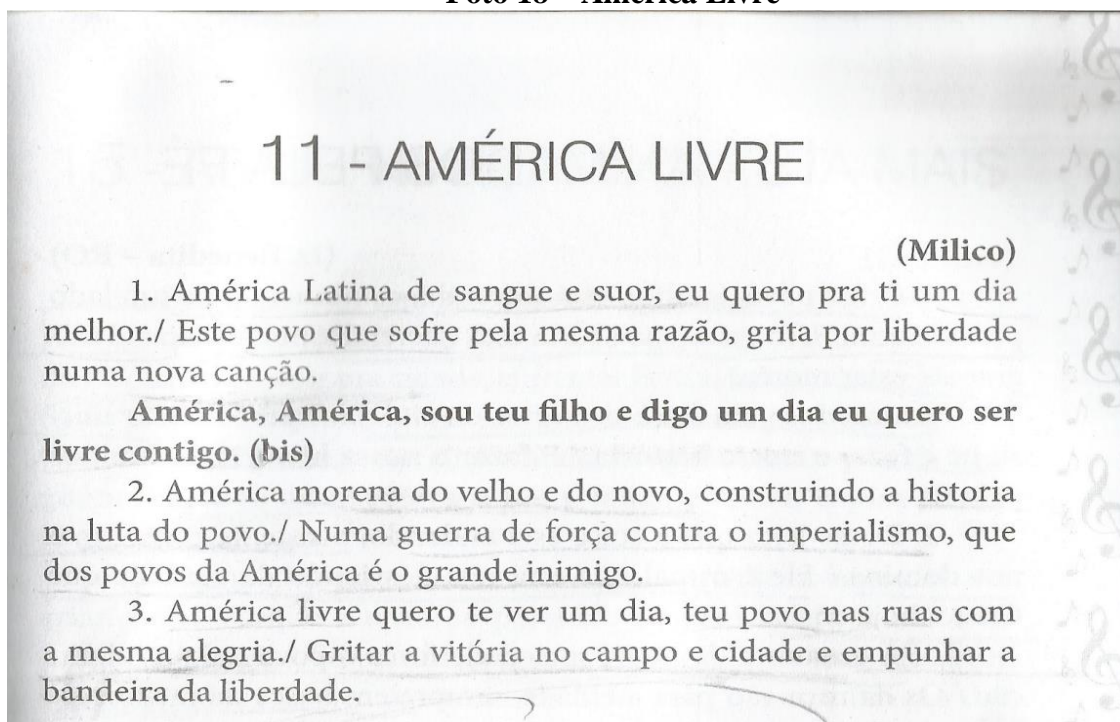 11 - AMÉRICA LIVRE
(Milico)
1. América Latina de sangue e suor, eu quero pra ti um dia
melhor./ Este povo que sofre pela mesma razão, grita por liberdade
numa nova canção.
América, América, sou teu filho e digo um dia eu quero ser
livre contigo. (bis)
2. América morena do velho e do novo, construindo a historia
na luta do povo./ Numa guerra de força contra o imperialismo, que
dos povos da América é o grande inimigo.
3. América livre quero te ver um dia, teu povo nas ruas com
a mesma alegria./ Gritar a vitória no campo e cidade e empunhar a
bandeira da liberdade.